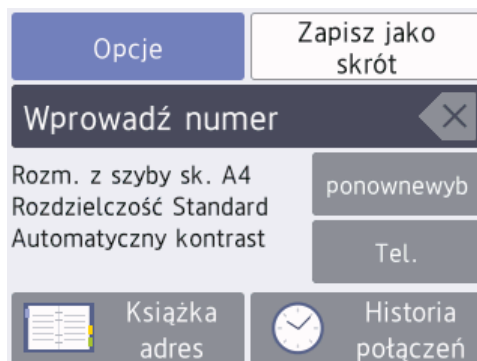 Opcje
Zapisz jako
skrót
Wprowadź numer
Rozm. z szyby sk. A4
Rozdzielczość Standard
Automatyczny kontrast
ponownewyb
Tel.
Książka
adres
Historia
połączeń